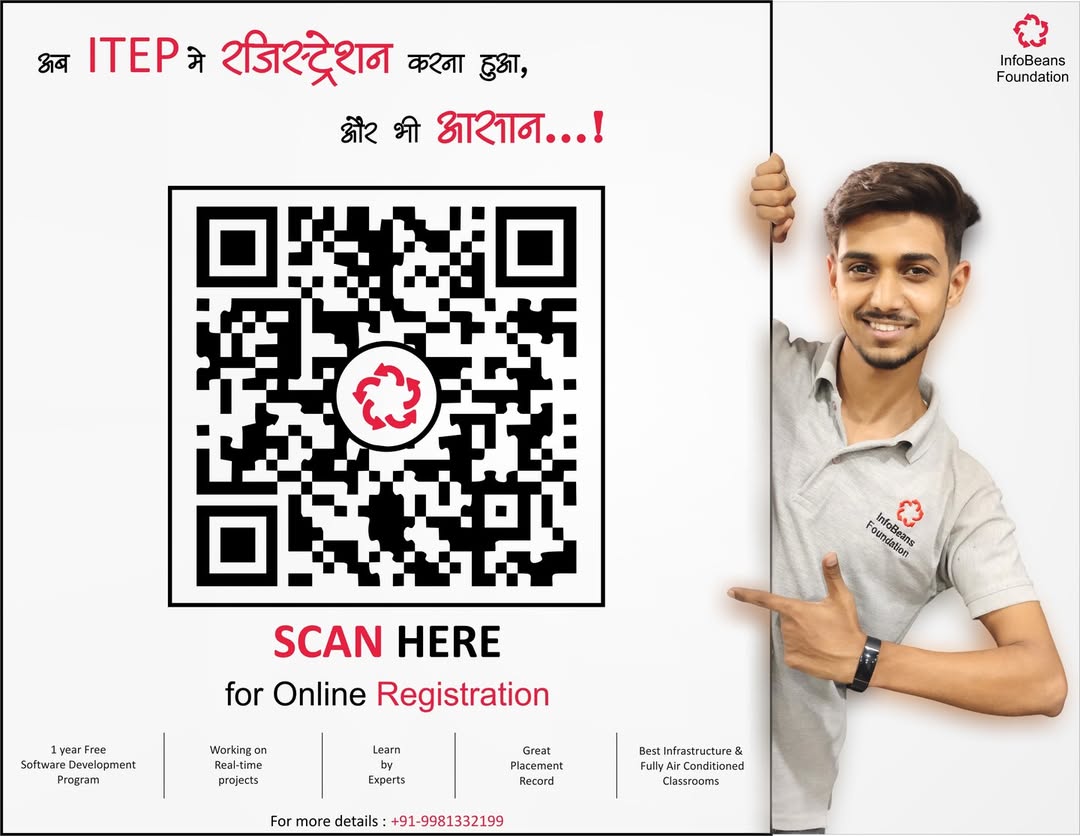 अब ITEP मे रजिस्ट्रेशन करना हुआ,
और भी आसान...!
InfoBeans
Foundation
InfoBeans
Foundation
SCAN HERE
for Online Registration
1 year Free
Software Development
Program
Working on
Real-time
projects
Learn
by
Experts
Great
Placement
Record
Best Infrastructure &
Fully Air Conditioned
Classrooms
For more details : +91-9981332199